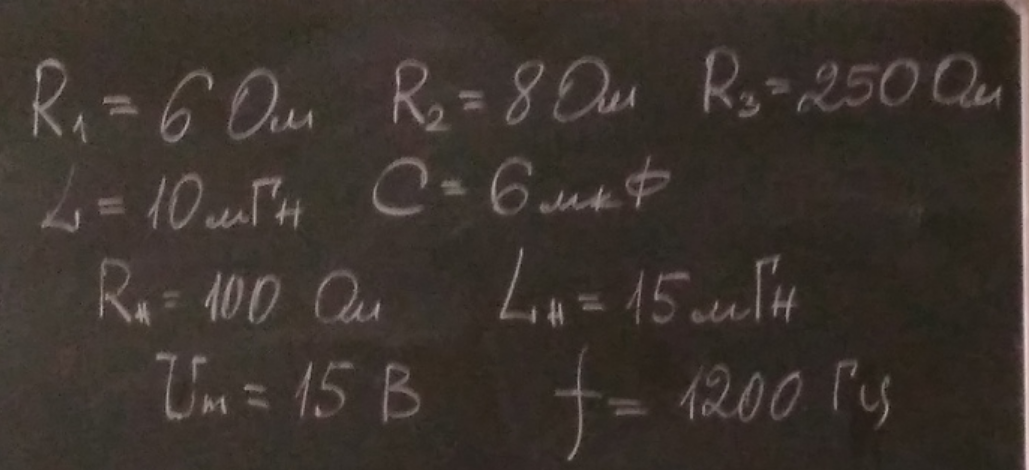 R₁ = 6 Ом R₂ = 8 Ом R₃ = 250 Ом
L = 10 мГн C = 6 мкФ
Rн = 100 Ом Lн = 15 мГн
Um = 15 В f = 1200 Гц